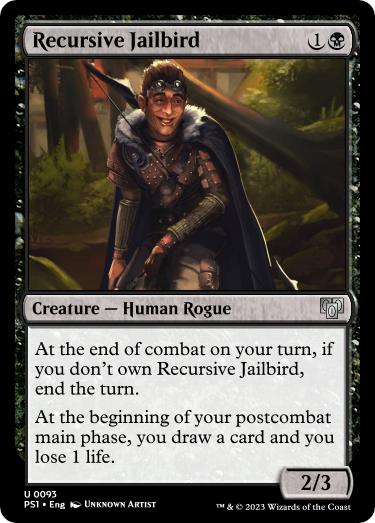 Recursive Jailbird 1
Creature — Human Rogue
At the end of combat on your turn, if
you don't own Recursive Jailbird,
end the turn.
At the beginning of your postcombat
main phase, you draw a card and you
lose 1 life.
2/3
U 0093
PS1 • Eng Unknown Artist
™ & © 2023 Wizards of the Coast